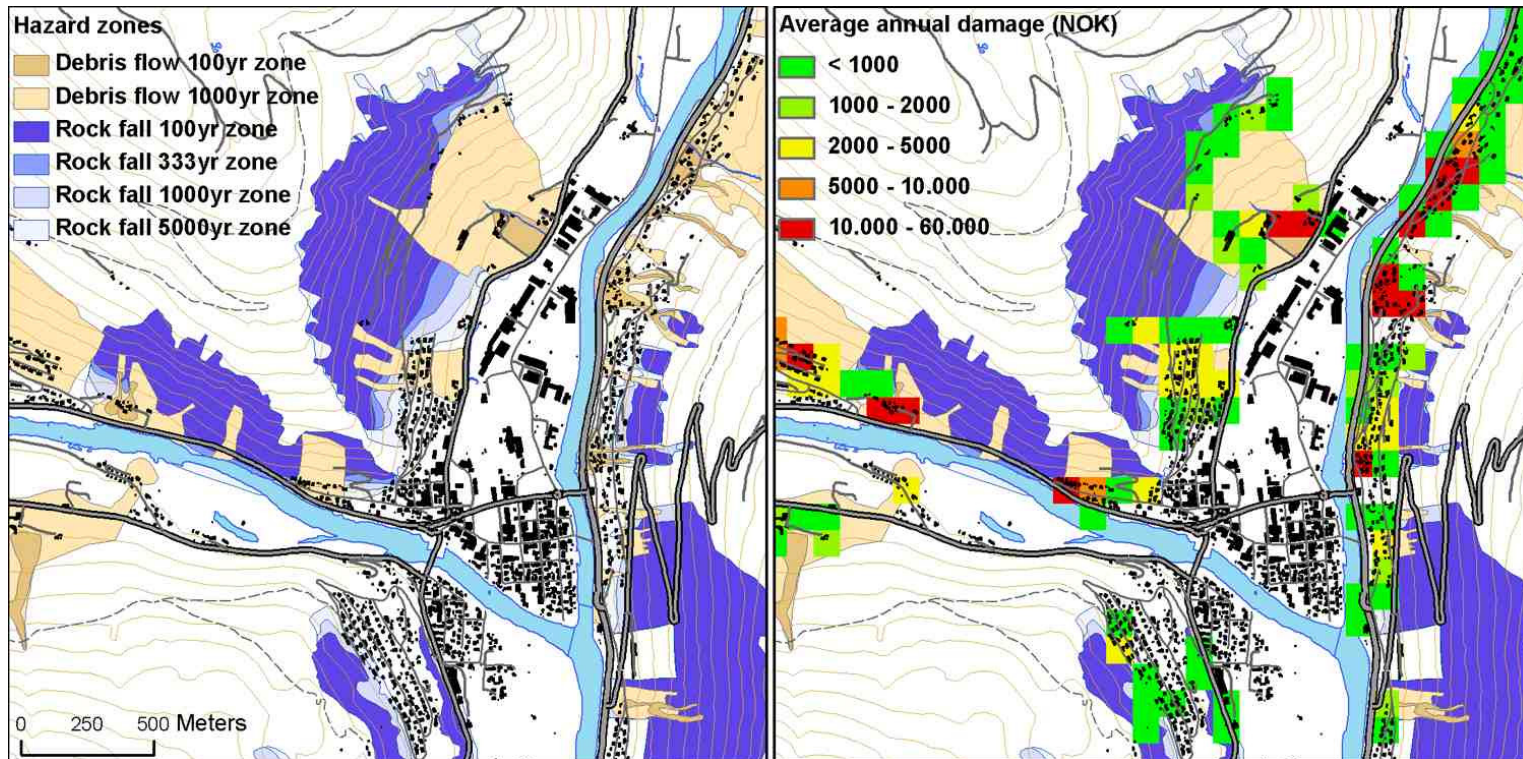 Hazard zones
Debris flow 100yr zone
Debris flow 1000yr zone
Rock fall 100yr zone
Rock fall 333yr zone
Rock fall 1000yr zone
Rock fall 5000yr zone
0 250 500 Meters
Average annual damage (NOK)
< 1000
1000 - 2000
2000 - 5000
5000 - 10.000
10.000 - 60.000